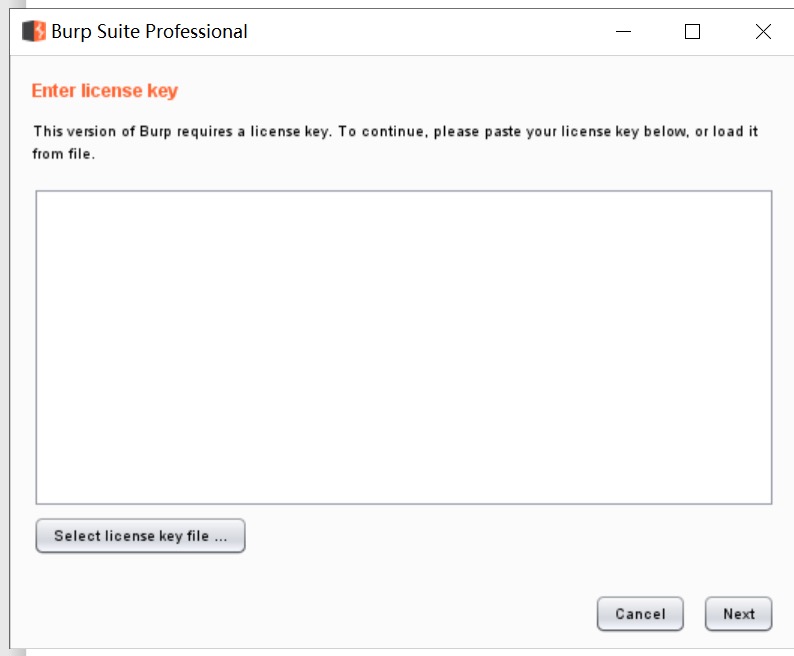 Burp Suite Professional
Enter license key
This version of Burp requires a license key. To continue, please paste your license key below, or load it
from file.
Select license key file ...
Cancel
Next